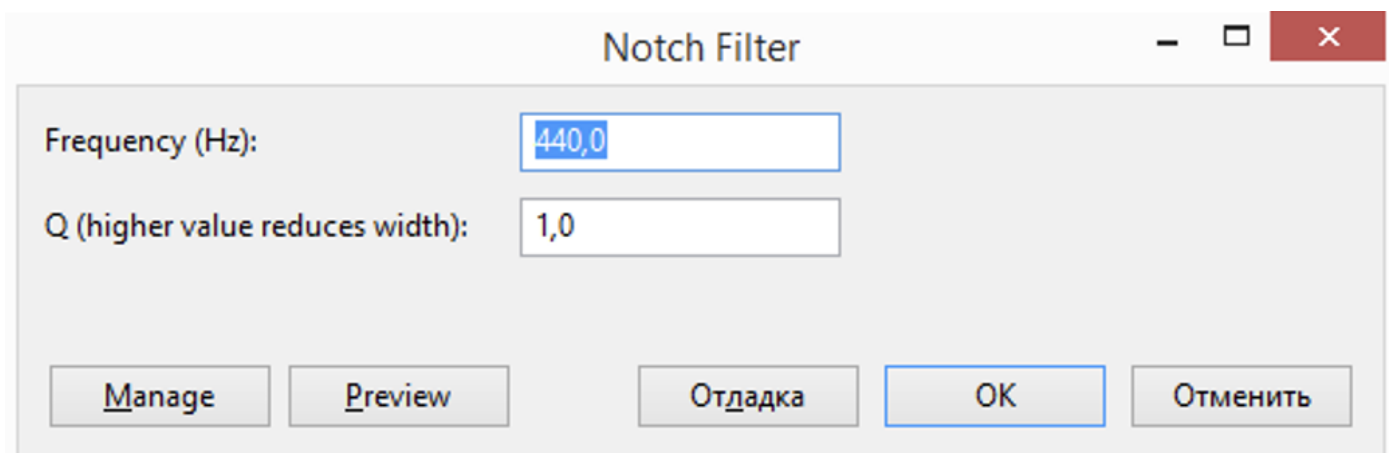 Notch Filter
Frequency (Hz): 440,0
Q (higher value reduces width): 1,0
Manage Preview Отладка OK Отменить